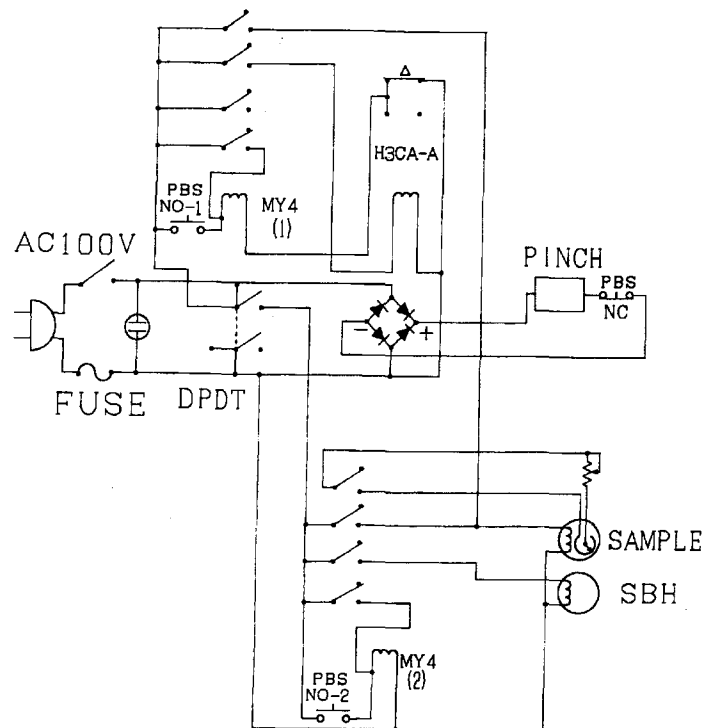 Δ
H3CA-A
PBS
NO-1
MY4
(1)
AC100V
PINCH
PBS
NC
- +
FUSE
DPDT
SAMPLE
SBH
MY4
(2)
PBS
NO-2